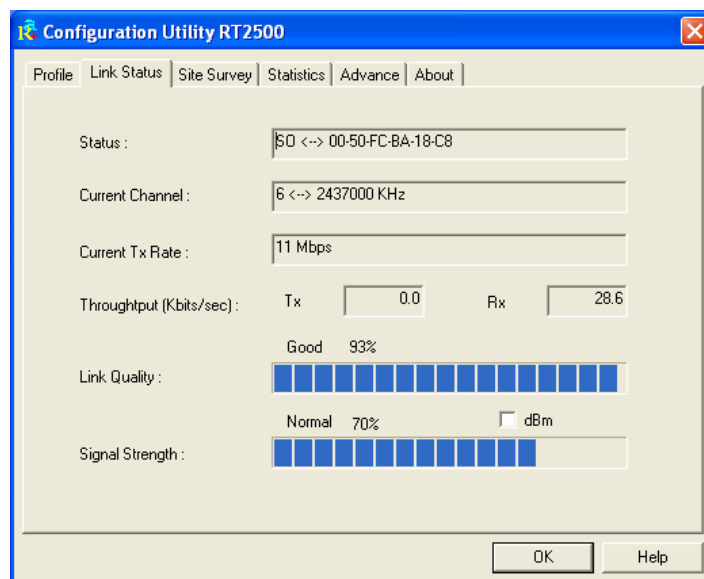 Configuration Utility RT2500
Profile Link Status Site Survey Statistics Advance About
Status : SO <--> 00-50-FC-BA-18-C8
Current Channel : 6 <--> 2437000 KHz
Current Tx Rate : 11 Mbps
Throughtput (Kbits/sec) : Tx 0.0 Rx 28.6
Good 93%
Link Quality :
Normal 70% dBm
Signal Strength :
OK Help